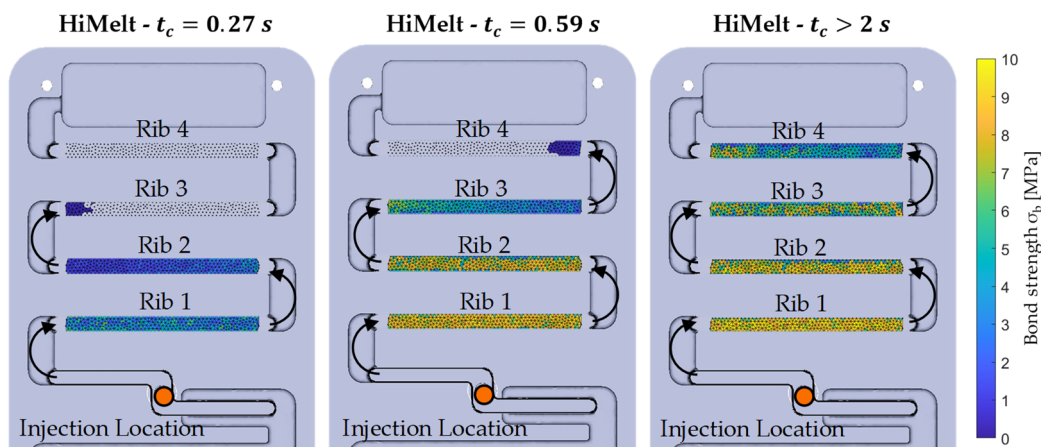 HiMelt - t_c = 0.27 s
HiMelt - t_c = 0.59 s
HiMelt - t_c > 2 s
Rib 4
Rib 3
Rib 2
Rib 1
Injection Location
Rib 4
Rib 3
Rib 2
Rib 1
Injection Location
Rib 4
Rib 3
Rib 2
Rib 1
Injection Location
10
9
8
7
6
5
4
3
2
1
0
Bond strength σ_b [MPa]